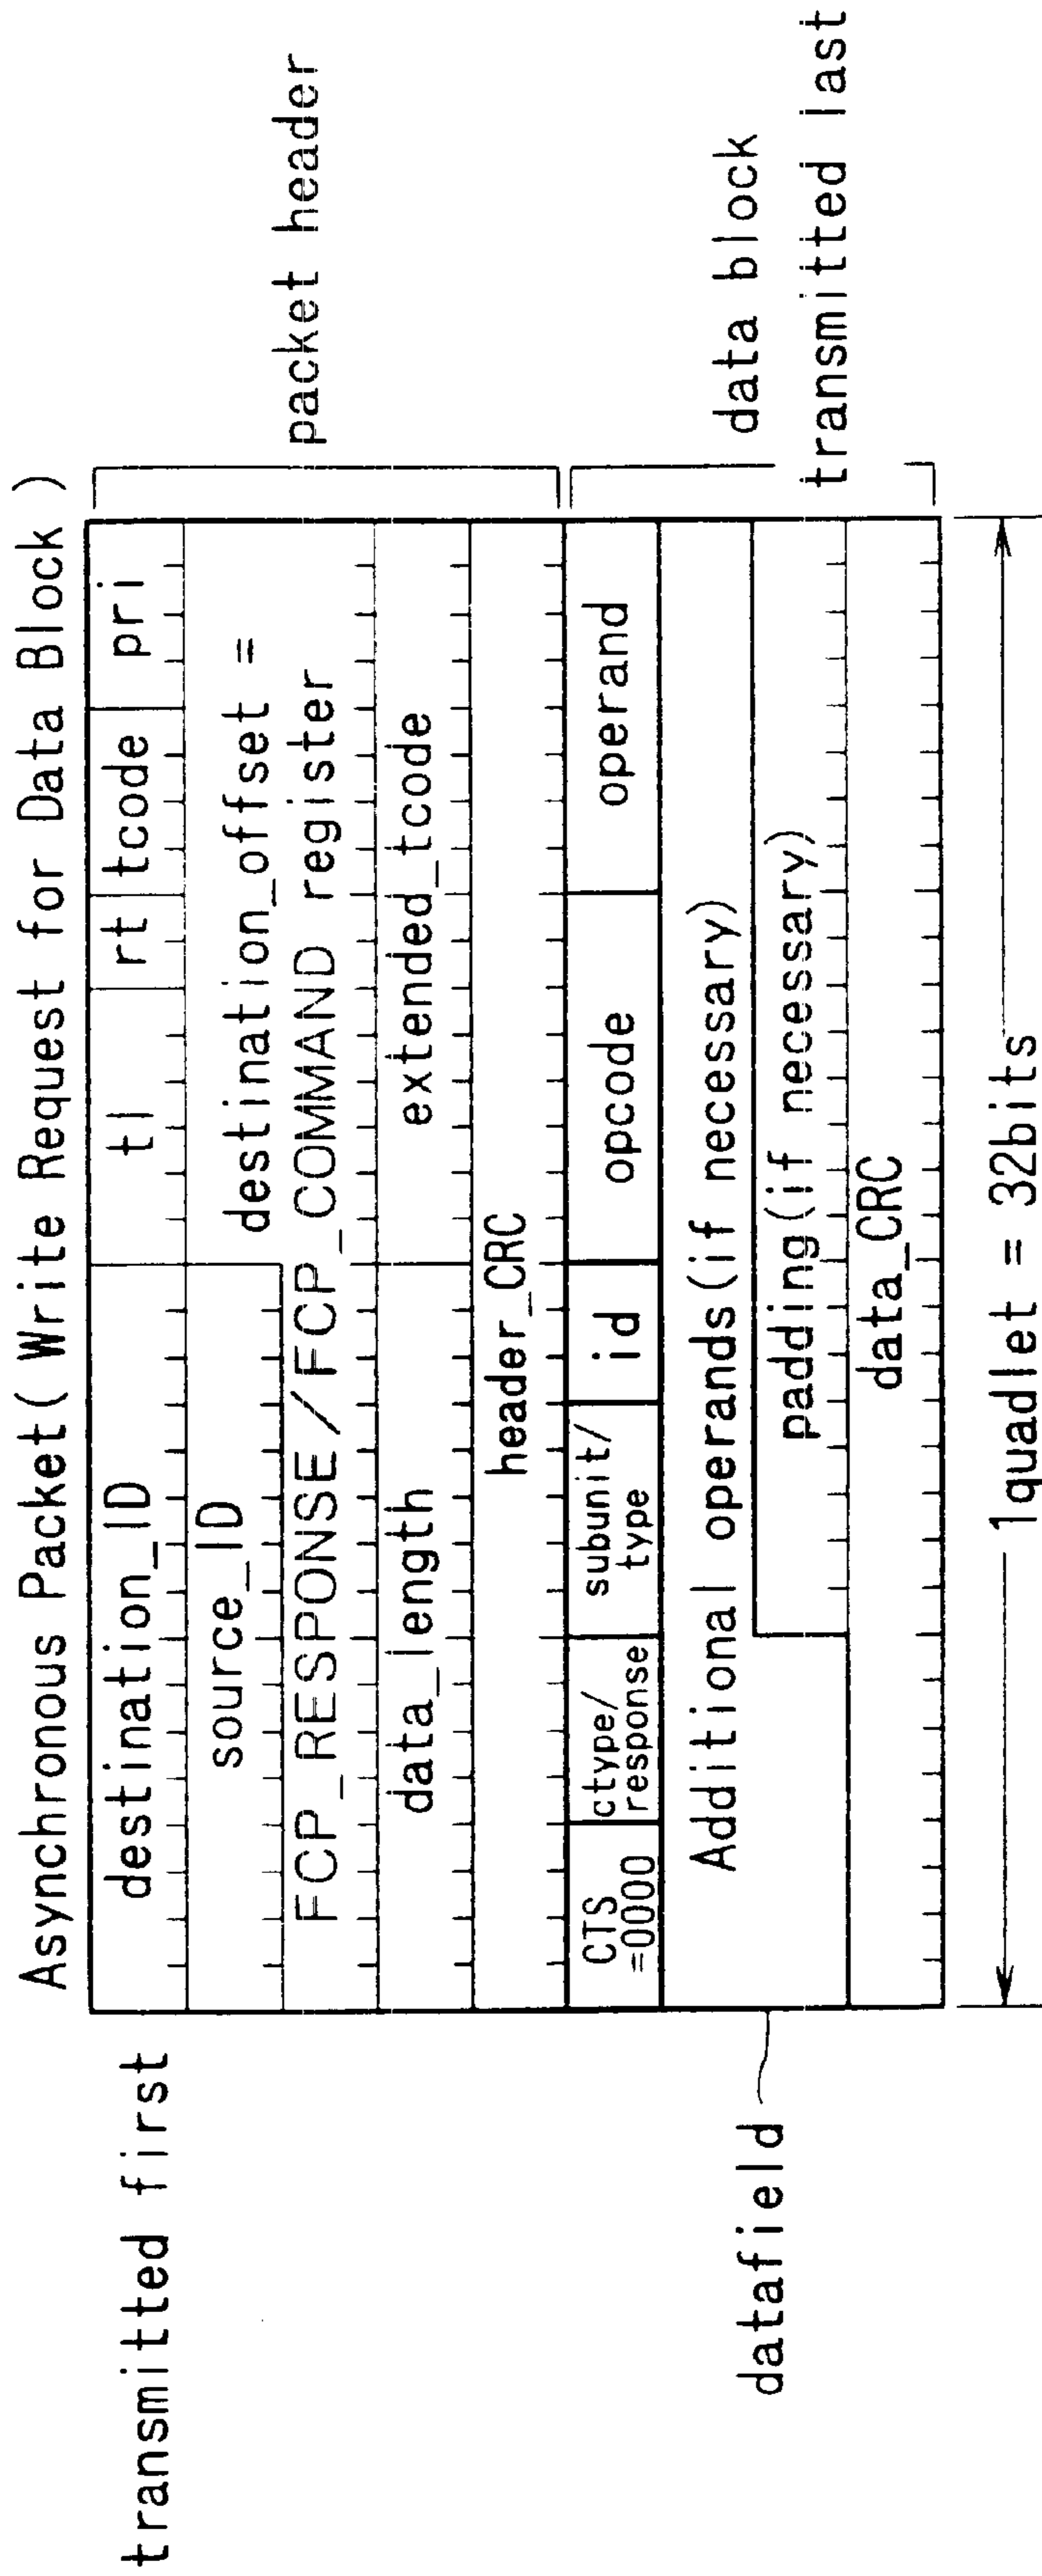 Asynchronous Packet( Write Request for Data Block )
transmitted first
destination_ID
tl
rt
tcode
pri
source_ID
destination_offset =
FCP_RESPONSE/FCP_COMMAND register
data_length
extended_tcode
header_CRC
packet header
CTS
=0000
ctype/
response
subunit/
type
id
opcode
operand
Additional operands(if necessary)
padding(if necessary)
data_CRC
datafield
data block
transmitted last
1quadlet = 32bits